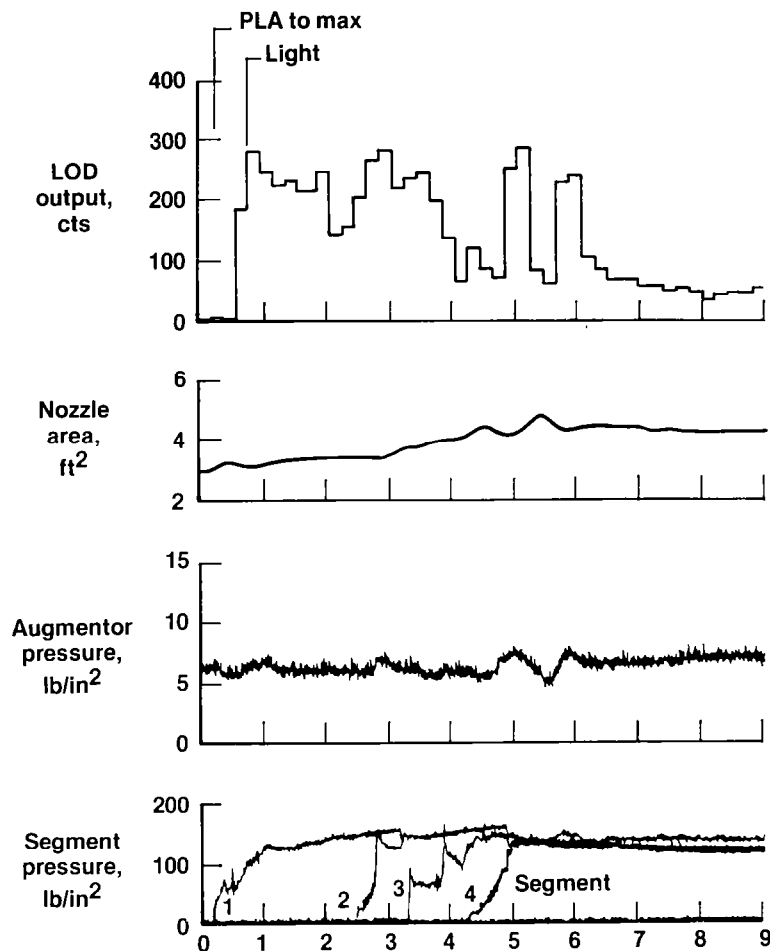 PLA to max
Light
400
300
200
100
0
LOD
output,
cts
6
4
2
Nozzle
area,
ft2
15
10
5
0
Augmentor
pressure,
lb/in2
200
100
0
Segment
pressure,
lb/in2
1
2
3
4
Segment
0 1 2 3 4 5 6 7 8 9